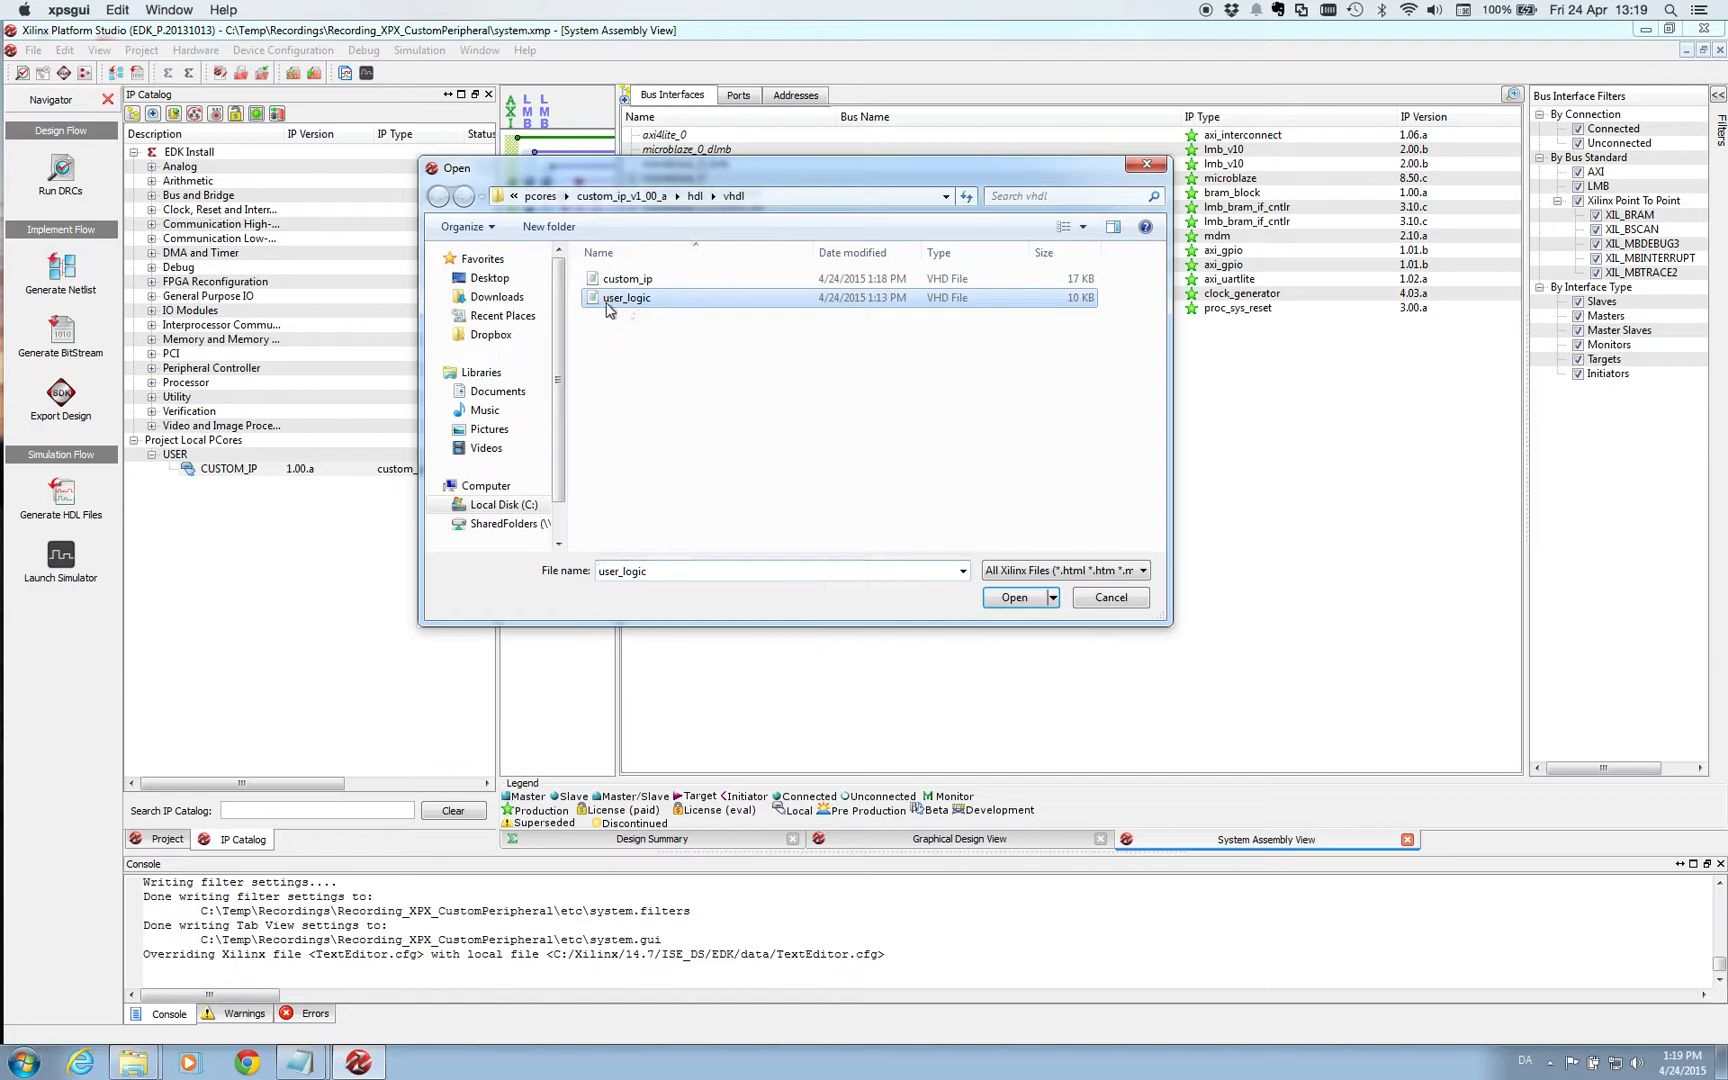 xpsgui Edit Window Help
100% Fri 24 Apr 13:19
Xilinx Platform Studio (EDK_P.20131013) - C:\Temp\Recordings\Recording_XPX_CustomPeripheral\system.xmp - [System Assembly View]
File Edit View Project Hardware Device Configuration Debug Simulation Window Help
Navigator
Design Flow
Run DRCs
Implement Flow
Generate Netlist
Generate BitStream
SDK
Export Design
Simulation Flow
Generate HDL Files
Launch Simulator
IP Catalog
Description IP Version IP Type Status
EDK Install
Analog
Arithmetic
Bus and Bridge
Clock, Reset and Interr...
Communication High-...
Communication Low-...
DMA and Timer
Debug
FPGA Reconfiguration
General Purpose IO
IO Modules
Interprocessor Commu...
Memory and Memory ...
PCI
Peripheral Controller
Processor
Utility
Verification
Video and Image Proce...
Project Local PCores
USER
CUSTOM_IP 1.00.a custom_
Search IP Catalog: Clear
Project IP Catalog
A X I
L M B
L M B
Bus Interfaces Ports Addresses
Name Bus Name IP Type IP Version
axi4lite_0 axi_interconnect 1.06.a
microblaze_0_dlmb lmb_v10 2.00.b
lmb_v10 2.00.b
microblaze 8.50.c
bram_block 1.00.a
lmb_bram_if_cntlr 3.10.c
lmb_bram_if_cntlr 3.10.c
mdm 2.10.a
axi_gpio 1.01.b
axi_gpio 1.01.b
axi_uartlite 1.02.a
clock_generator 4.03.a
proc_sys_reset 3.00.a
Open
« pcores custom_ip_v1_00_a hdl vhdl Search vhdl
Organize New folder
Favorites
Desktop
Downloads
Recent Places
Dropbox
Libraries
Documents
Music
Pictures
Videos
Computer
Local Disk (C:)
SharedFolders (\\
Name Date modified Type Size
custom_ip 4/24/2015 1:18 PM VHD File 17 KB
user_logic 4/24/2015 1:13 PM VHD File 10 KB
File name: user_logic All Xilinx Files (*.html *.htm *.m
Open Cancel
Bus Interface Filters
By Connection
Connected
Unconnected
By Bus Standard
AXI
LMB
Xilinx Point To Point
XIL_BRAM
XIL_BSCAN
XIL_MBDEBUG3
XIL_MBINTERRUPT
XIL_MBTRACE2
By Interface Type
Slaves
Masters
Master Slaves
Monitors
Targets
Initiators
<<
Filters
Legend
Master Slave Master/Slave Target Initiator Connected Unconnected M Monitor
Production License (paid) License (eval) Local Pre Production Beta Development
Superseded Discontinued
Design Summary Graphical Design View System Assembly View
Console
Writing filter settings....
Done writing filter settings to:
C:\Temp\Recordings\Recording_XPX_CustomPeripheral\etc\system.filters
Done writing Tab View settings to:
C:\Temp\Recordings\Recording_XPX_CustomPeripheral\etc\system.gui
Overriding Xilinx file <TextEditor.cfg> with local file <C:/Xilinx/14.7/ISE_DS/EDK/data/TextEditor.cfg>
Console Warnings Errors
DA 1:19 PM
4/24/2015